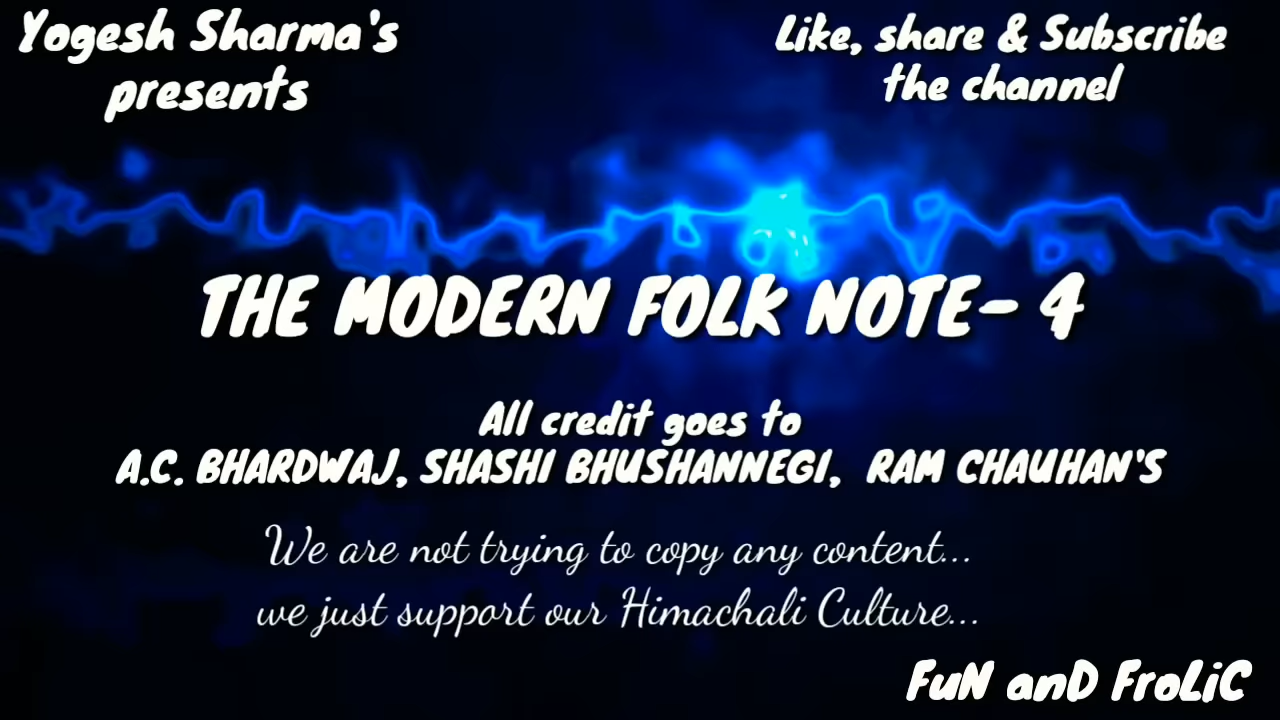 Yogesh Sharma's
presents
Like, share & Subscribe
the channel
THE MODERN FOLK NOTE- 4
All credit goes to
A.C. BHARDWAJ, SHASHI BHUSHANNEGI, RAM CHAUHAN'S
We are not trying to copy any content...
we just support our Himachali Culture...
FuN anD FroLiC